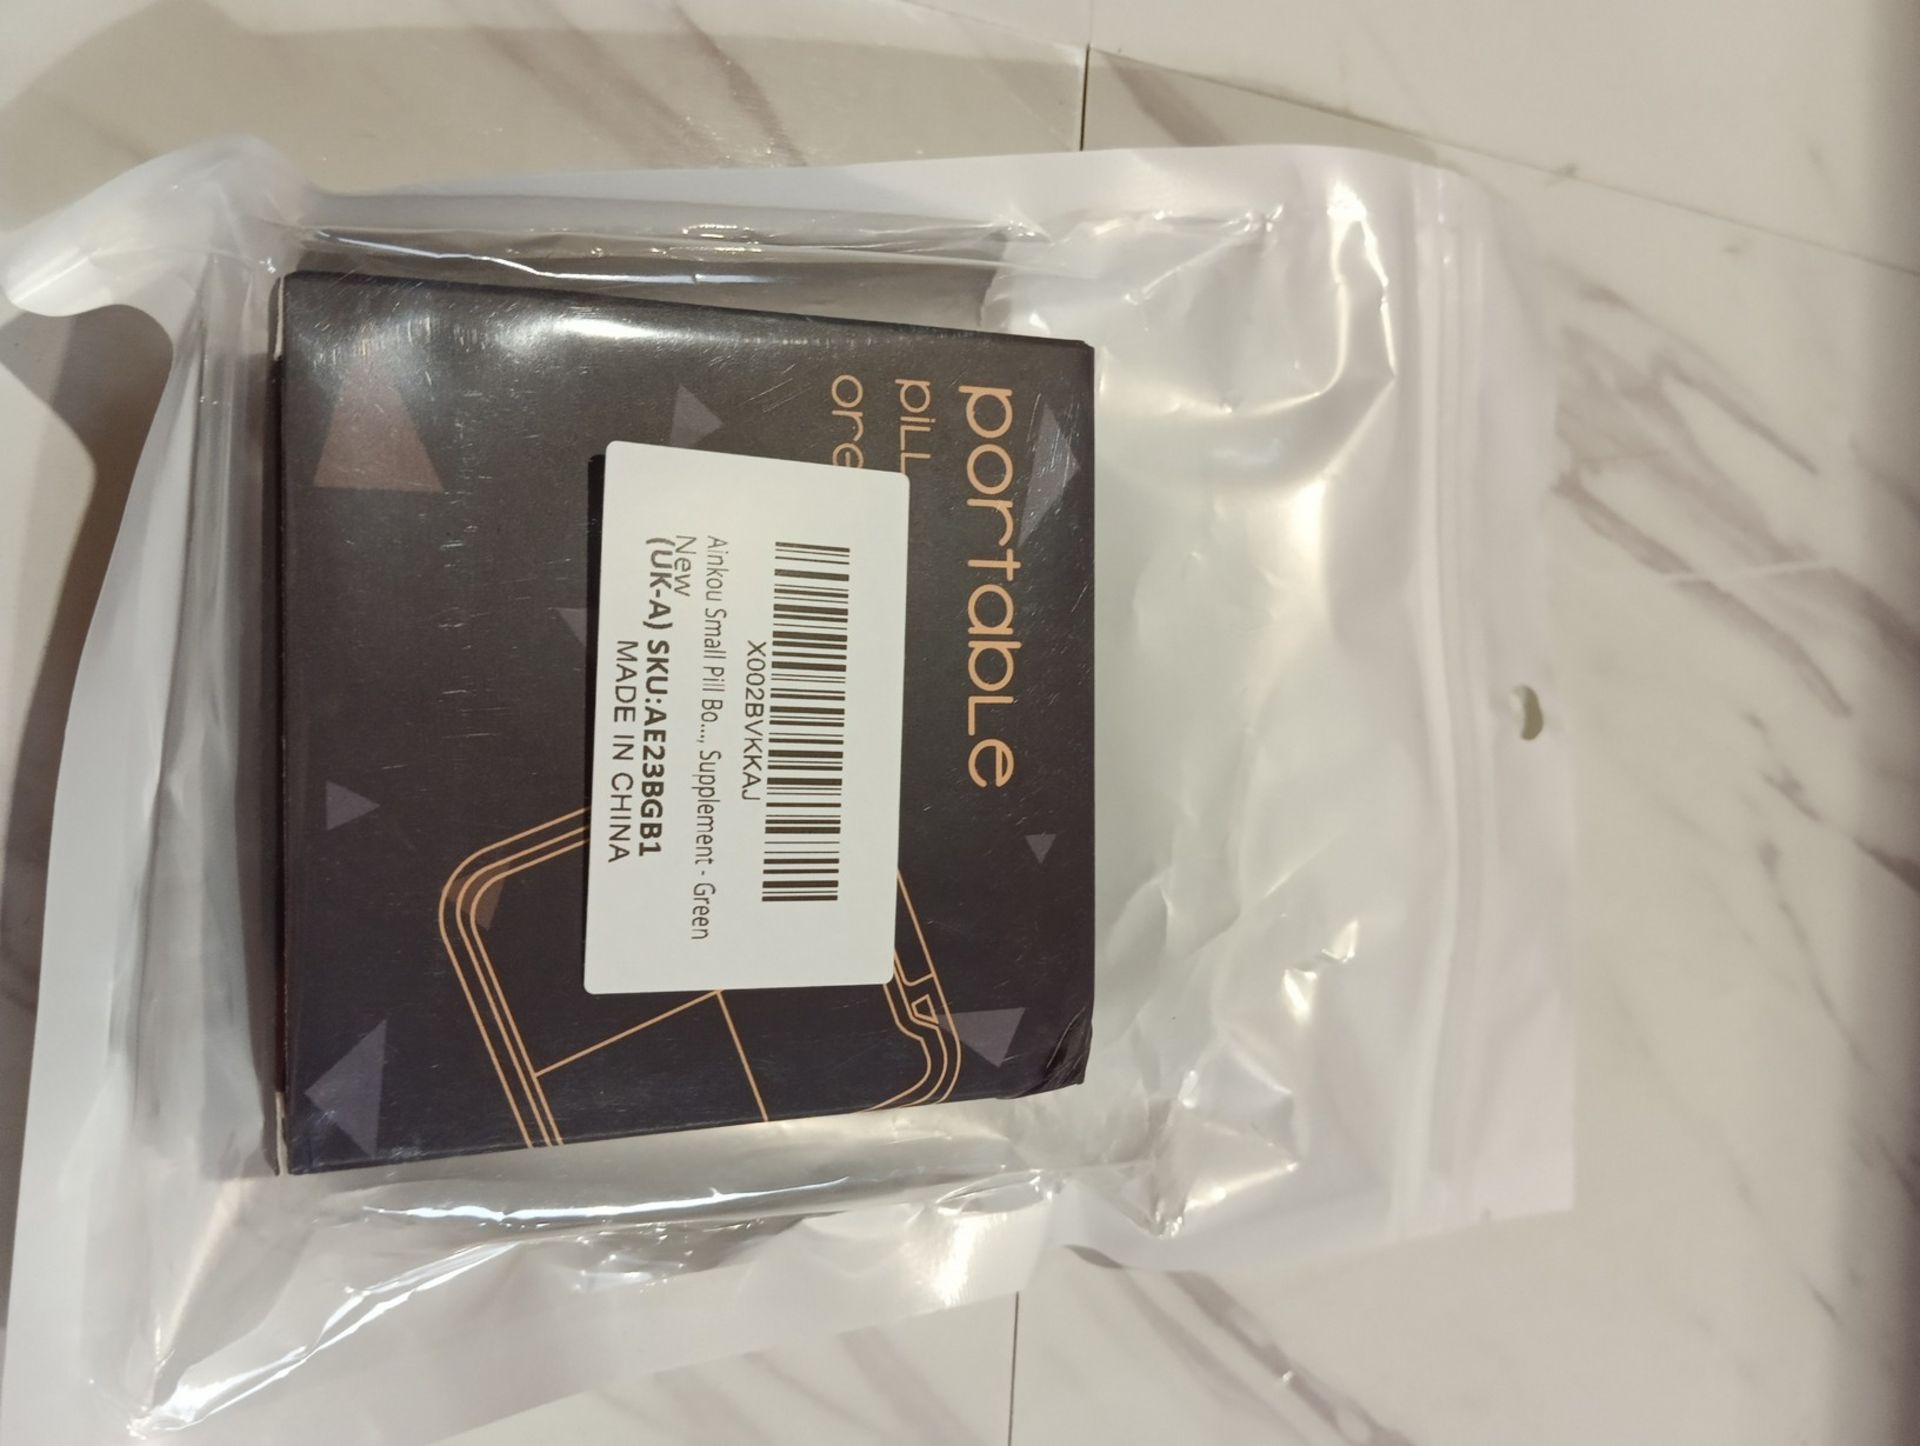 portable
piLL
X002BVKKAJ
Ainkou Small Pill Bo..., Supplement - Green
New
(UK-A) SKU:AE23BGB1
MADE IN CHINA